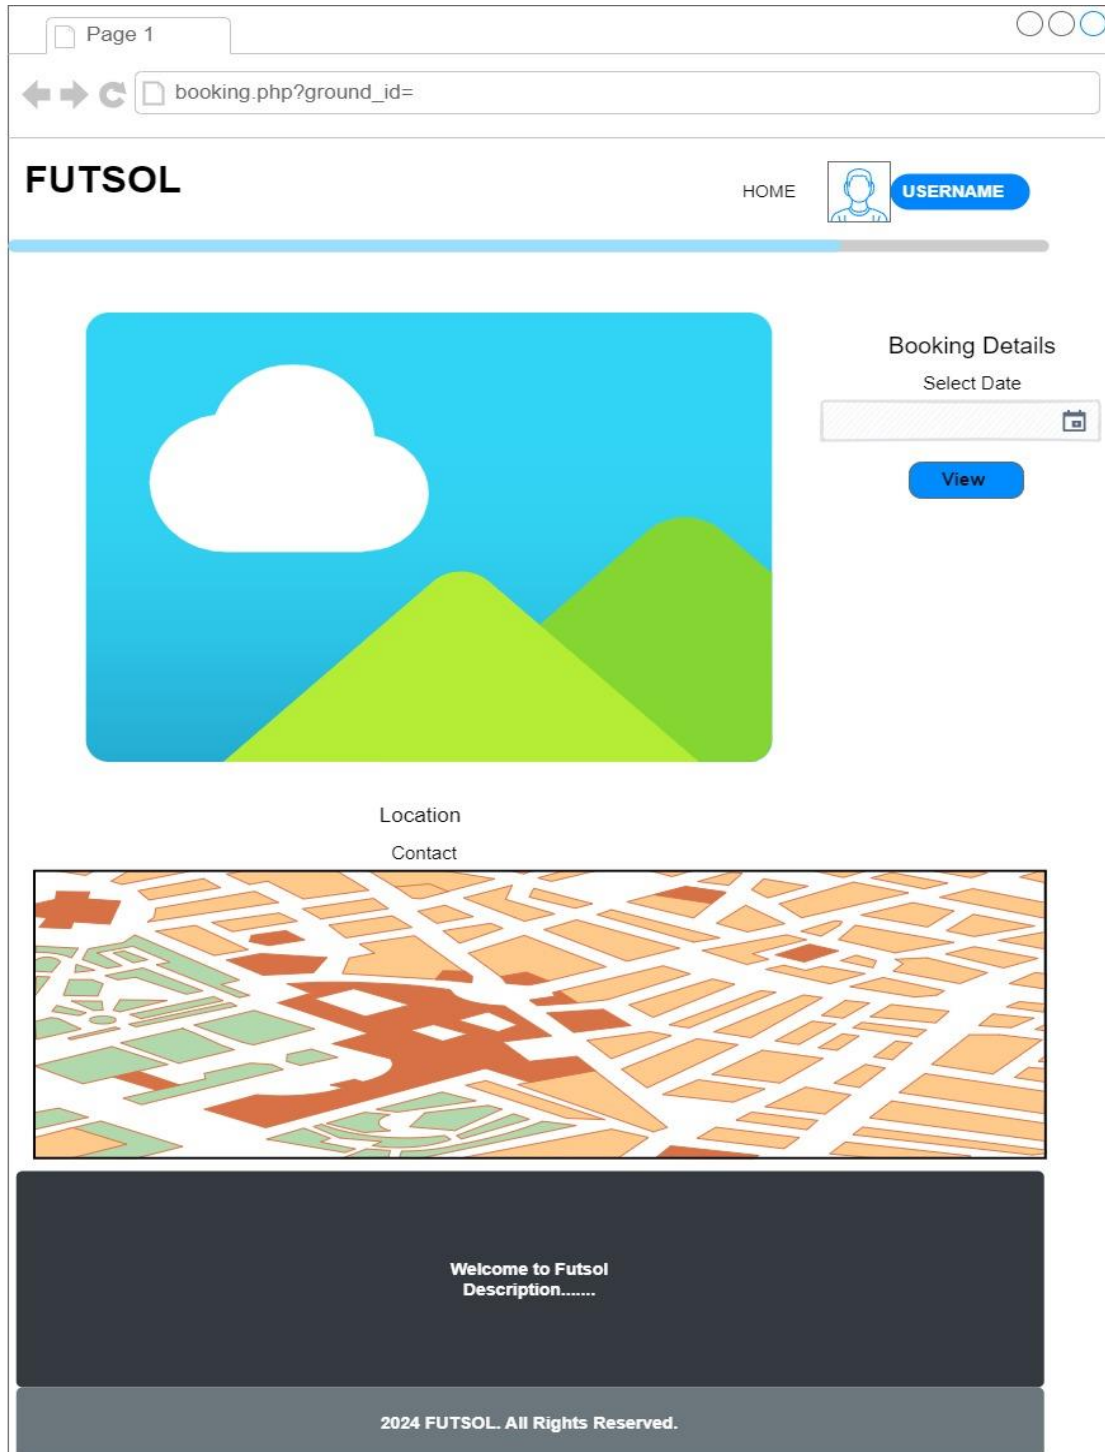 Page 1
booking.php?ground_id=
FUTSOL
HOME
USERNAME
Booking Details
Select Date
View
Location
Contact
Welcome to Futsol
Description.......
2024 FUTSOL. All Rights Reserved.